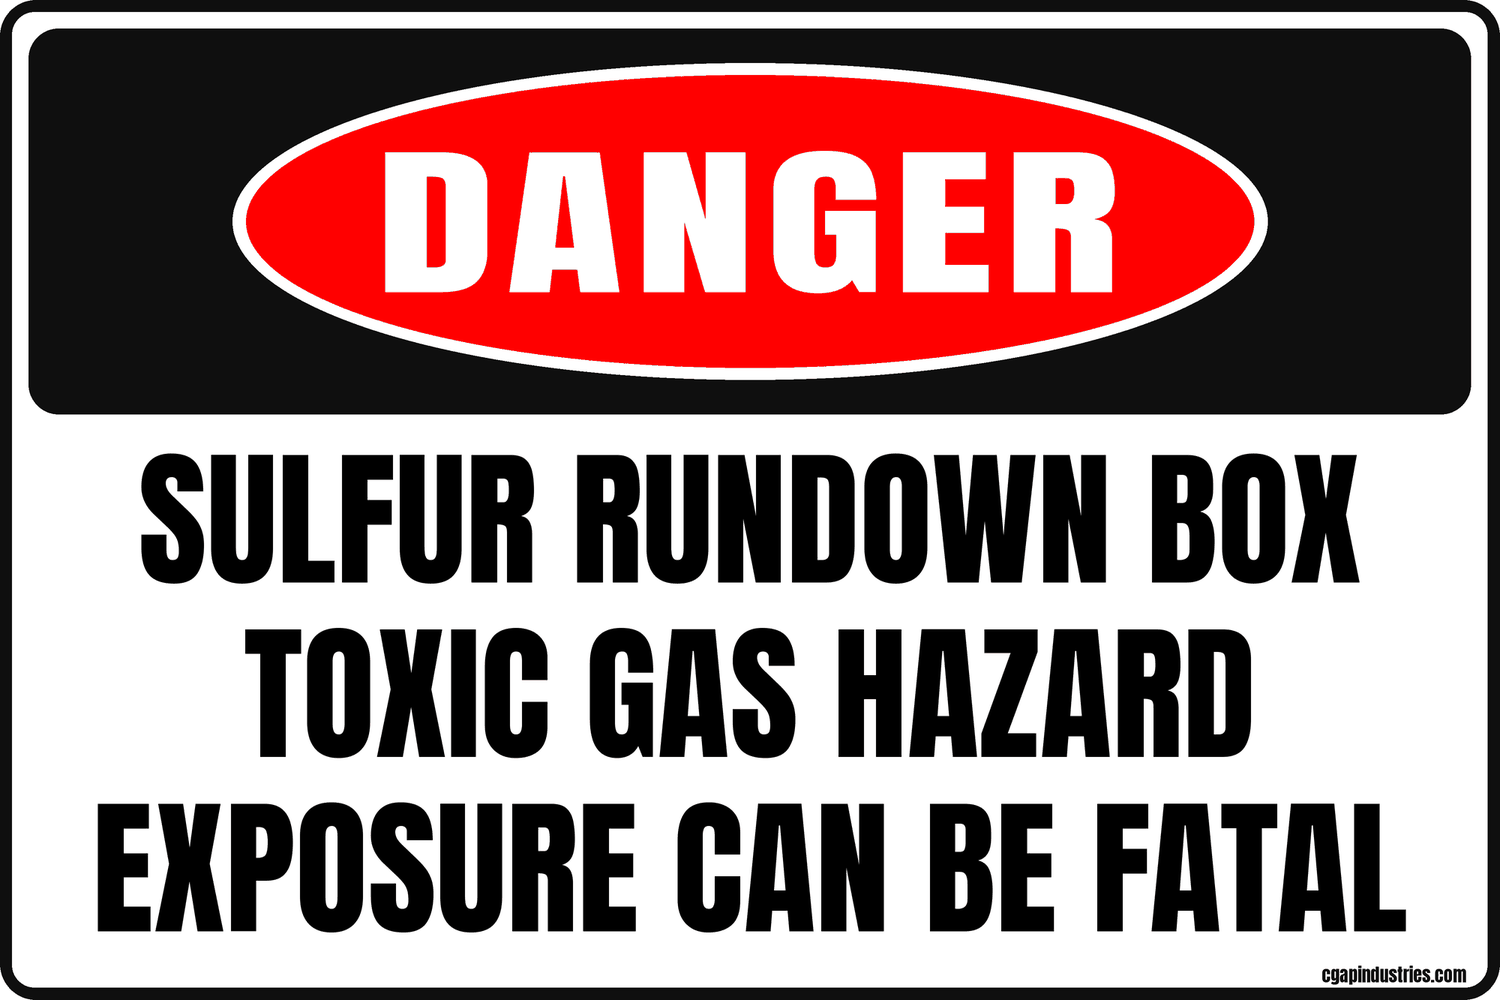 DANGER
SULFUR RUNDOWN BOX
TOXIC GAS HAZARD
EXPOSURE CAN BE FATAL
cgapindustries.com